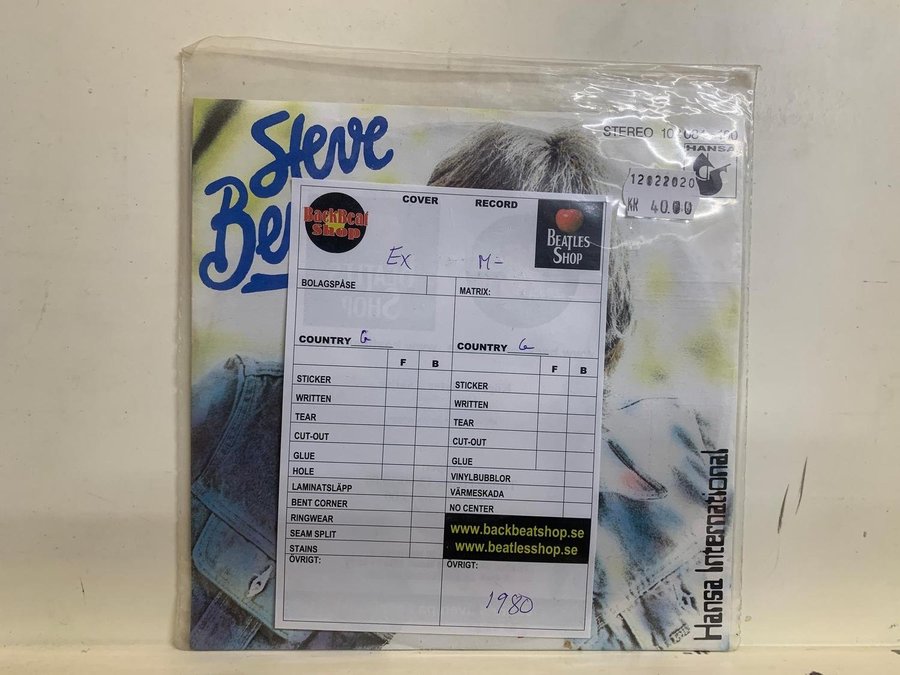 Steve
STEREO
HANSA
12022020
KR 40.00
BackBeat
Shop
COVER
RECORD
BEATLES
SHOP
EX
M-
BOLAGSPÅSE
MATRIX:
COUNTRY G
COUNTRY G
F B
F B
STICKER
STICKER
WRITTEN
WRITTEN
TEAR
TEAR
CUT-OUT
CUT-OUT
GLUE
GLUE
HOLE
VINYLBUBBLOR
LAMINATSLÄPP
VÄRMESKADA
BENT CORNER
NO CENTER
RINGWEAR
www.backbeatshop.se
SEAM SPLIT
www.beatlesshop.se
STAINS
ÖVRIGT:
ÖVRIGT:
1980
Hansa International